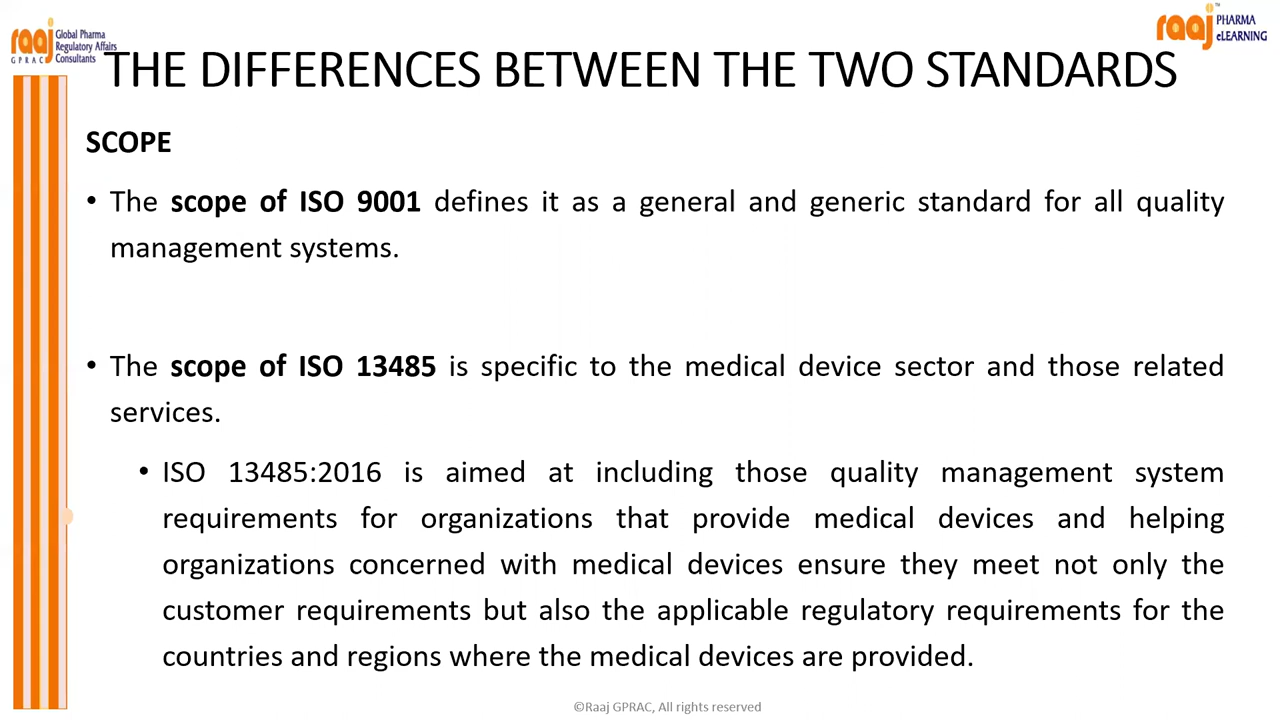 raaj
GPRAC
Global Pharma
Regulatory Affairs
Consultants
raaj™
PHARMA
eLEARNING
THE DIFFERENCES BETWEEN THE TWO STANDARDS
SCOPE
• The scope of ISO 9001 defines it as a general and generic standard for all quality
management systems.
• The scope of ISO 13485 is specific to the medical device sector and those related
services.
• ISO 13485:2016 is aimed at including those quality management system
requirements for organizations that provide medical devices and helping
organizations concerned with medical devices ensure they meet not only the
customer requirements but also the applicable regulatory requirements for the
countries and regions where the medical devices are provided.
©Raaj GPRAC, All rights reserved